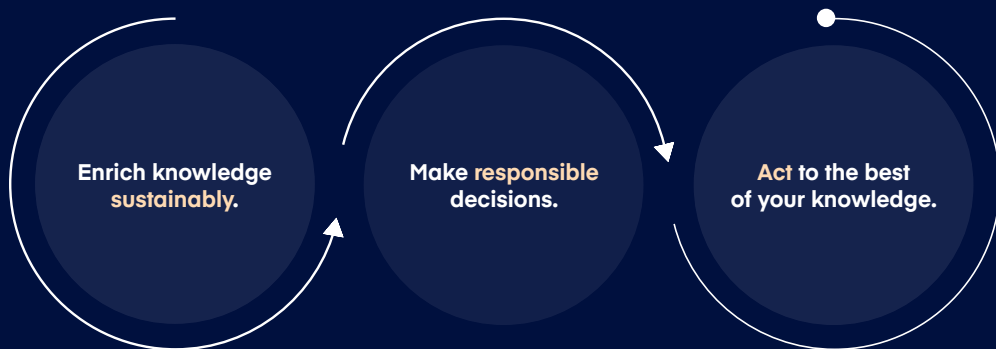 Enrich knowledge
sustainably.
Make responsible
decisions.
Act to the best
of your knowledge.